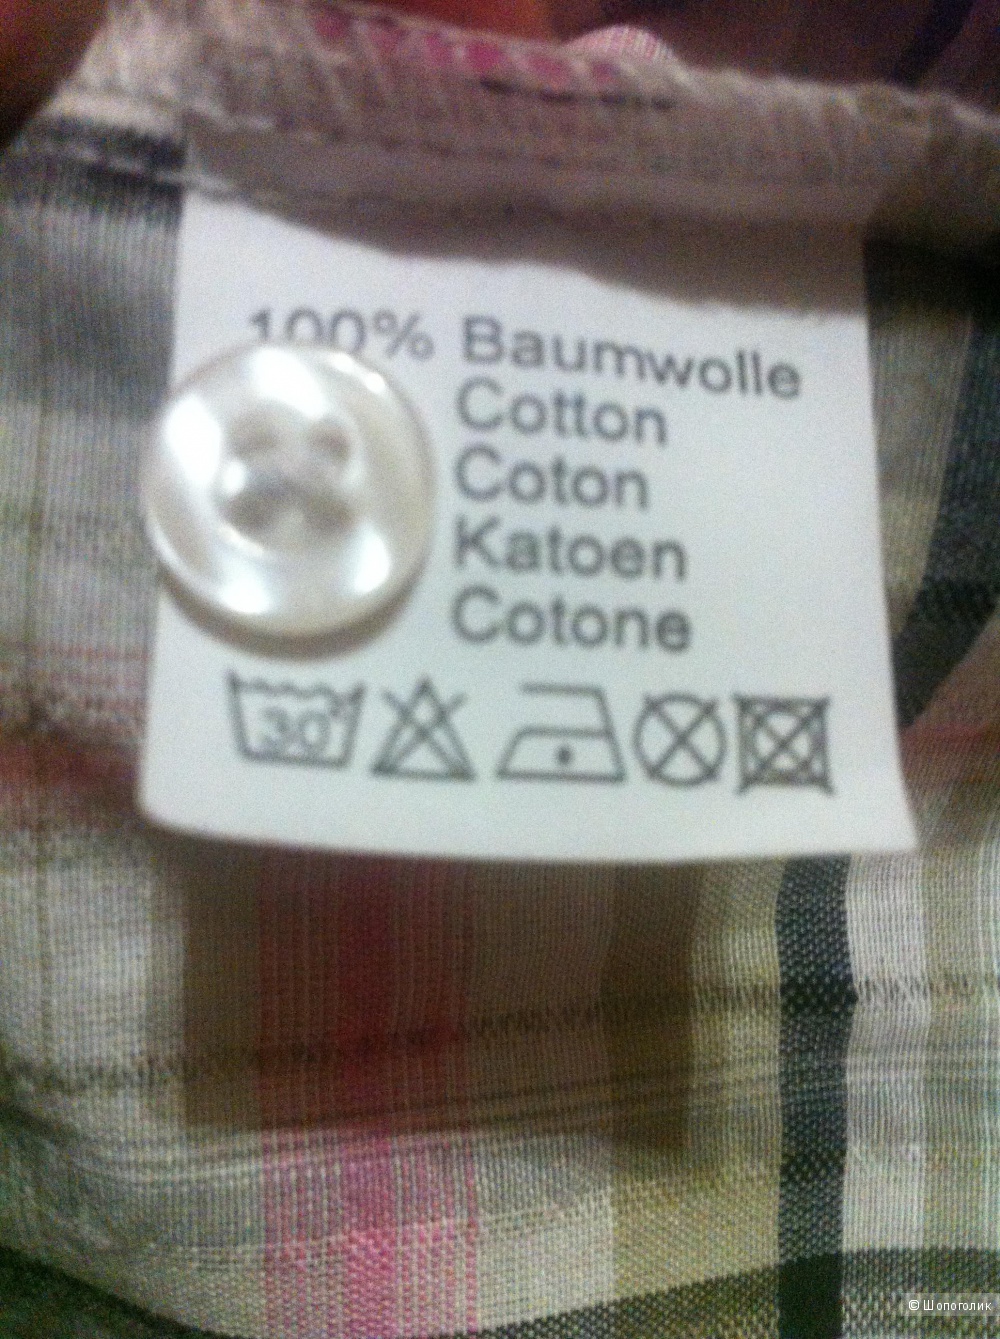 100% Baumwolle
Cotton
Coton
Katoen
Cotone
30°
© Шопоголик